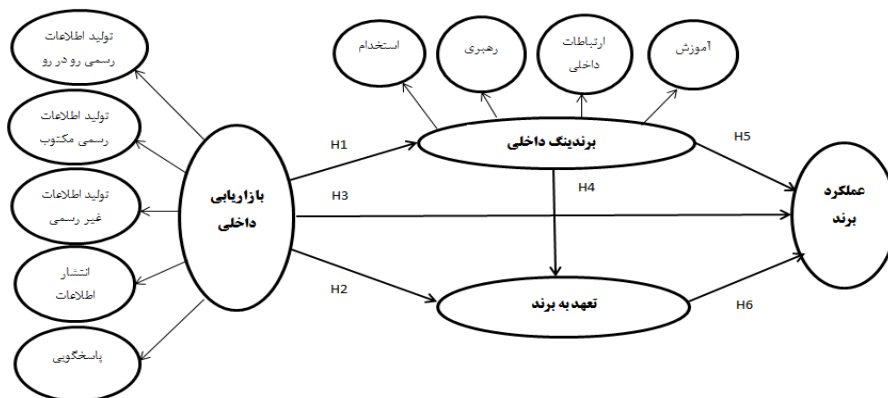 تولید اطلاعات
رسمی رو در رو
تولید اطلاعات
رسمی مکتوب
تولید اطلاعات
غیر رسمی
انتشار
اطلاعات
پاسخگویی
بازاریابی
داخلی
استخدام
رهبری
ارتباطات
داخلی
آموزش
برندینگ داخلی
تعهد به برند
عملکرد
برند
H1
H3
H2
H4
H5
H6